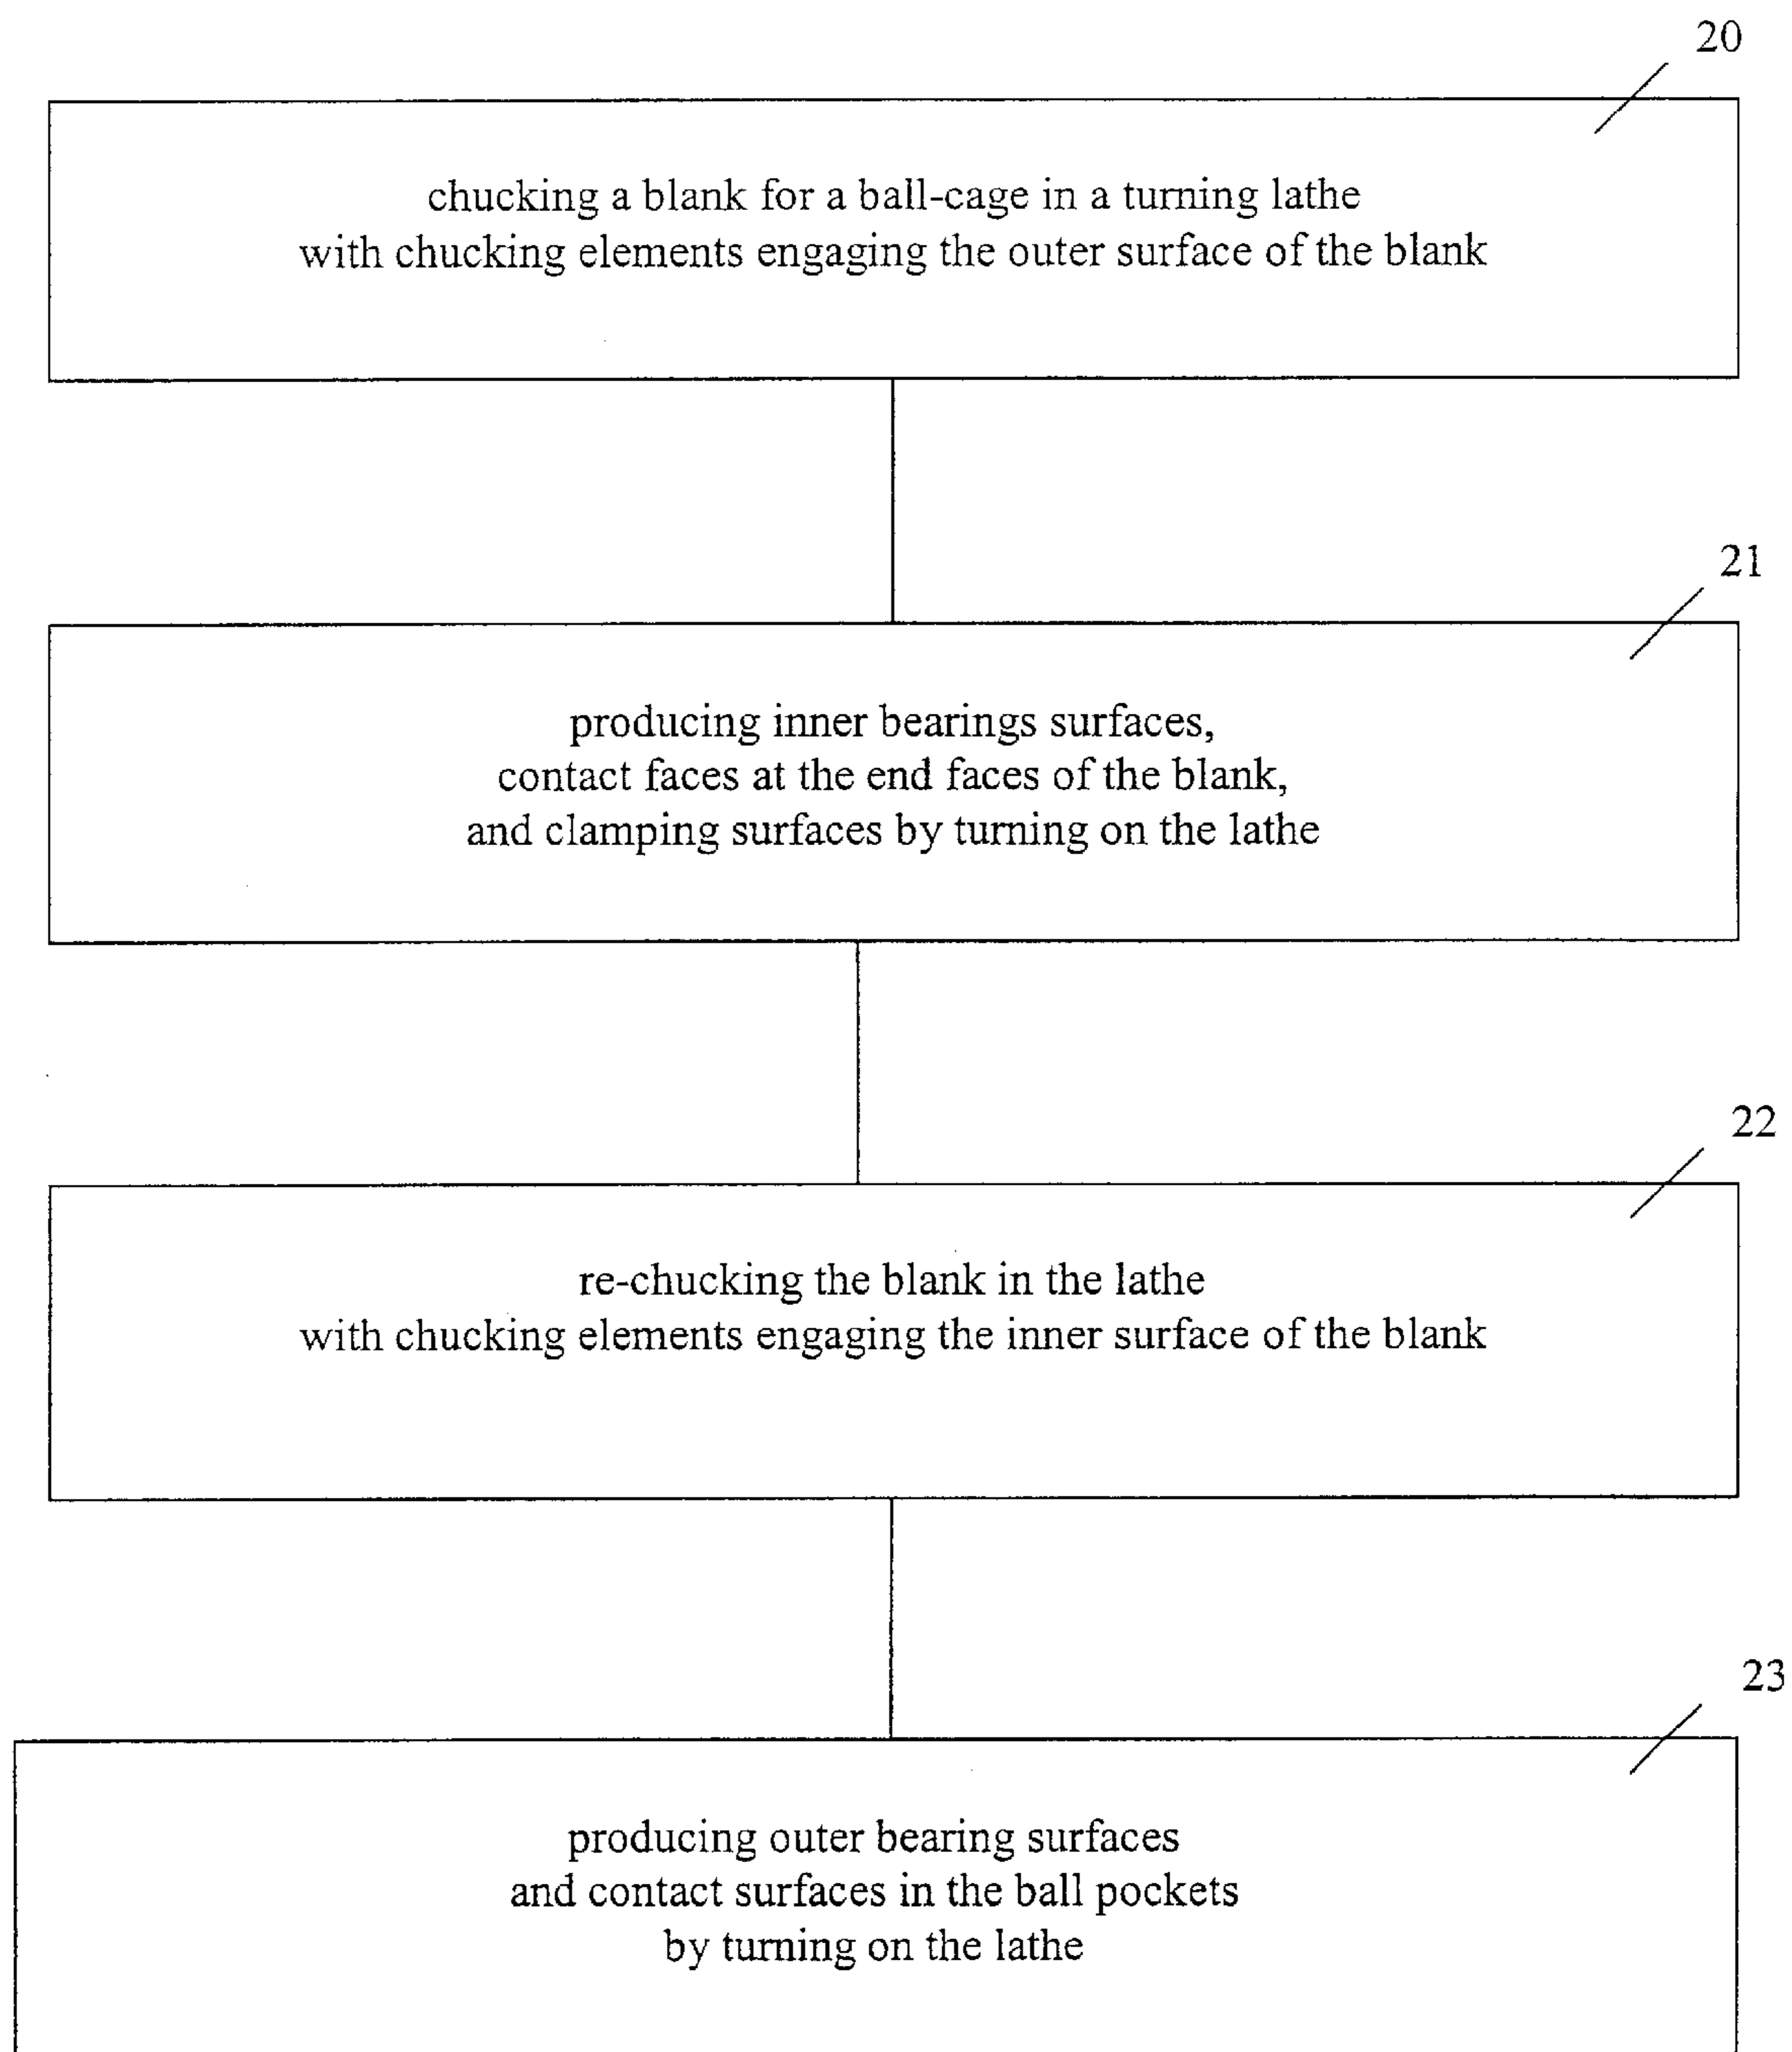 20
chucking a blank for a ball-cage in a turning lathe
with chucking elements engaging the outer surface of the blank
21
producing inner bearings surfaces,
contact faces at the end faces of the blank,
and clamping surfaces by turning on the lathe
22
re-chucking the blank in the lathe
with chucking elements engaging the inner surface of the blank
23
producing outer bearing surfaces
and contact surfaces in the ball pockets
by turning on the lathe